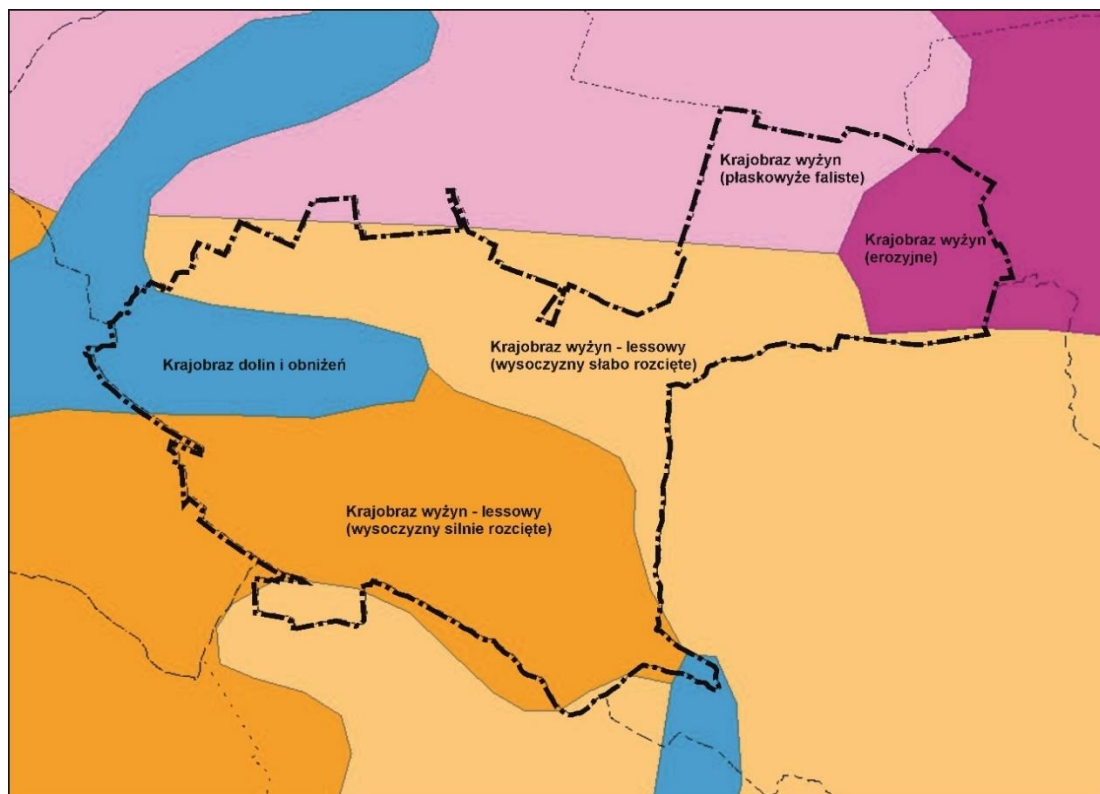 Krajobraz wyżyn
(płaskowyże faliste)
Krajobraz wyżyn
(erozyjne)
Krajobraz dolin i obniżeń
Krajobraz wyżyn - lessowy
(wysoczyzny słabo rozcięte)
Krajobraz wyżyn - lessowy
(wysoczyzny silnie rozcięte)